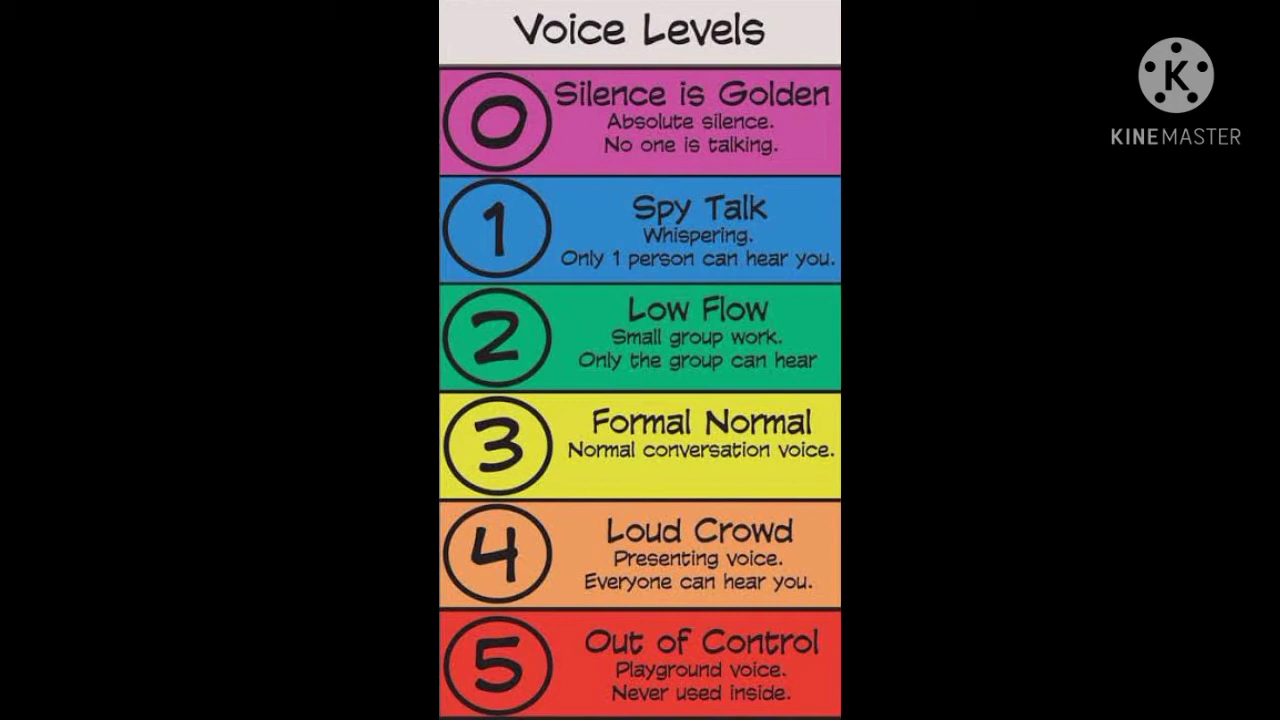 Voice Levels
0
Silence is Golden
Absolute silence.
No one is talking.
1
Spy Talk
Whispering.
Only 1 person can hear you.
2
Low Flow
Small group work.
Only the group can hear
3
Formal Normal
Normal conversation voice.
4
Loud Crowd
Presenting voice.
Everyone can hear you.
5
Out of Control
Playground voice.
Never used inside.
K
KINEMASTER